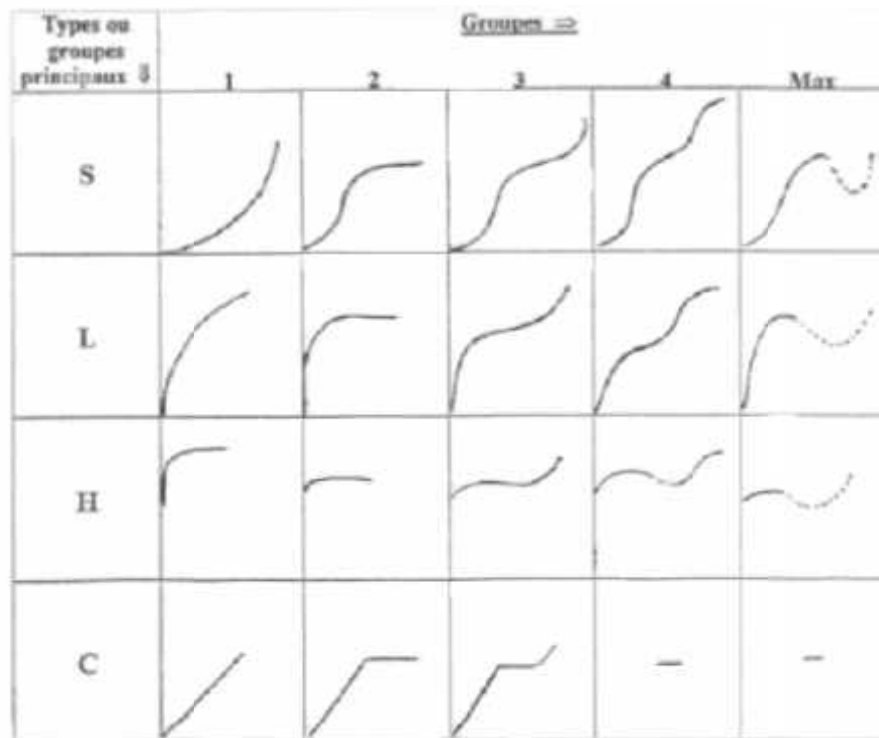 Types ou
groupes
principaux ⇓
Groupes ⇒
1 2 3 4 Max
S
L
H
C